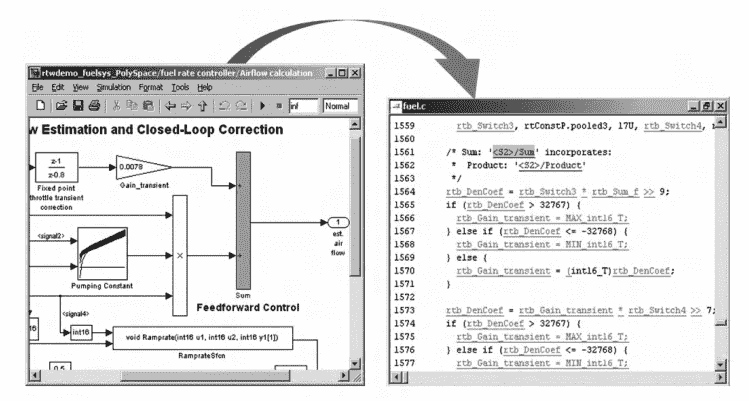 rtwdemo_fuelsys_PolySpace/fuel rate controller/Airflow calculation
File Edit View Simulation Format Tools Help
inf Normal
w Estimation and Closed-Loop Correction
z-1
z-0.8
Fixed point
throttle transient
correction
0.0078
Gain_transient
+
+
Sum
1
est.
air
flow
<signal2>
Pumping Constant
×
Feedforward Control
<signal4>
int16
int16
void Ramprate(int16 u1, int16 u2, int16 y1[1])
RamprateSfcn
0.5
fuel.c
1559 rtb_Switch3, rtConstP.pooled3, 17U, rtb_Switch4,
1560
1561 /* Sum: '<S2>/Sum' incorporates:
1562 * Product: '<S2>/Product'
1563 */
1564 rtb_DenCoef = rtb_Switch3 * rtb_Sum_f >> 9;
1565 if (rtb_DenCoef > 32767) {
1566 rtb_Gain_transient = MAX_int16_T;
1567 } else if (rtb_DenCoef <= -32768) {
1568 rtb_Gain_transient = MIN_int16_T;
1569 } else {
1570 rtb_Gain_transient = (int16_T)rtb_DenCoef;
1571 }
1572
1573 rtb_DenCoef = rtb_Gain_transient * rtb_Switch4 >> 7;
1574 if (rtb_DenCoef > 32767) {
1575 rtb_Gain_transient = MAX_int16_T;
1576 } else if (rtb_DenCoef <= -32768) {
1577 rtb_Gain_transient = MIN_int16_T;